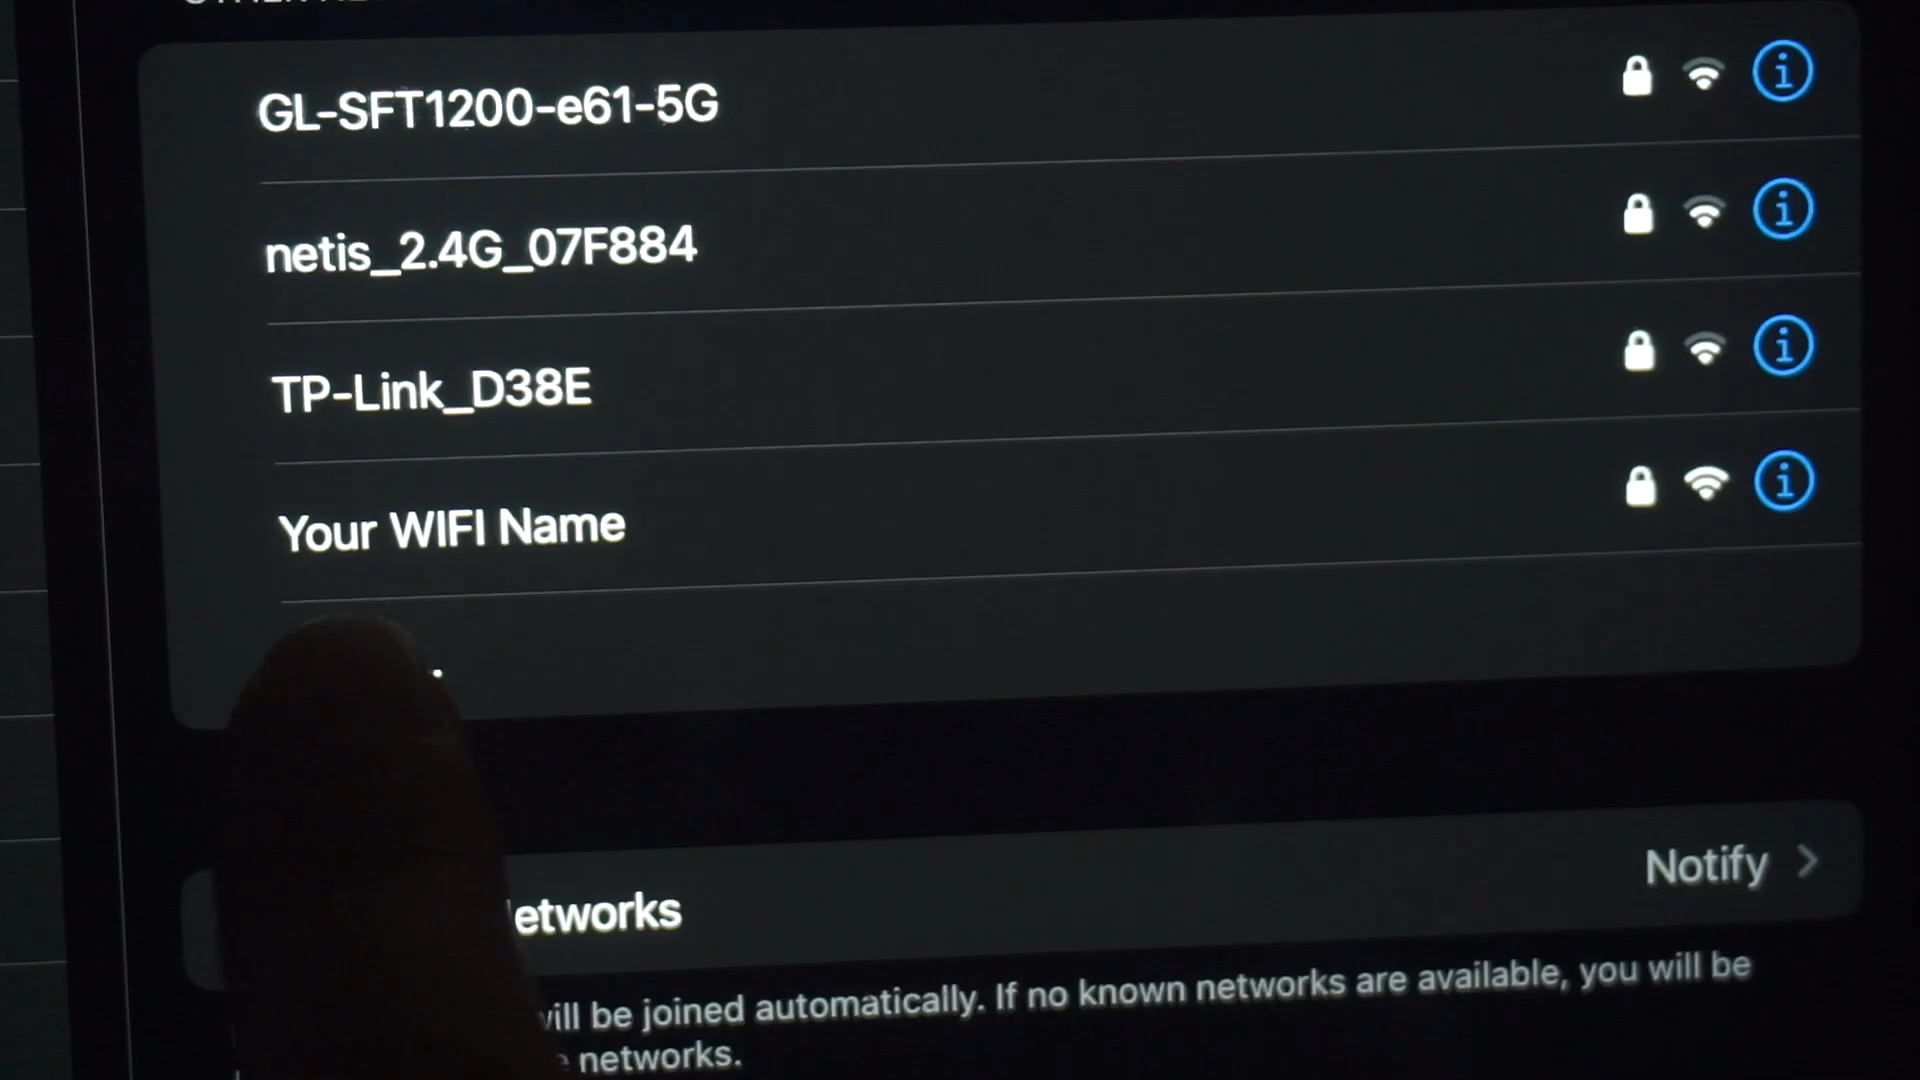 GL-SFT1200-e61-5G
netis_2.4G_07F884
TP-Link_D38E
Your WIFI Name
etworks
Notify
will be joined automatically. If no known networks are available, you will be
networks.